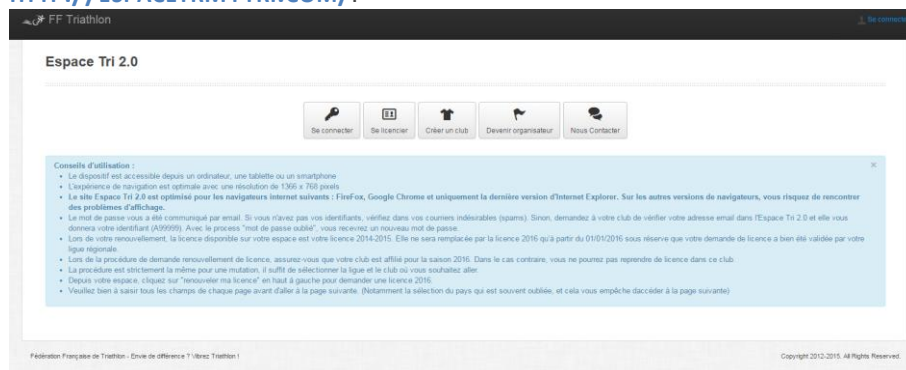 FF Triathlon
Se connecter
Espace Tri 2.0
Se connecter
Se licencier
Créer un club
Devenir organisateur
Nous Contacter
Conseils d'utilisation :
Le dispositif est accessible depuis un ordinateur, une tablette ou un smartphone
L'expérience de navigation est optimale avec une résolution de 1366 x 768 pixels
Le site Espace Tri 2.0 est optimisé pour les navigateurs internet suivants : FireFox, Google Chrome et uniquement la dernière version d'Internet Explorer. Sur les autres versions de navigateurs, vous risquez de rencontrer
des problèmes d'affichage.
Le mot de passe vous a été communiqué par email. Si vous n'avez pas vos identifiants, vérifiez dans vos courriers indésirables (spams). Sinon, demandez à votre club de vérifier votre adresse email dans l'Espace Tri 2.0 et elle vous
donnera votre identifiant (A99999). Avec le process "mot de passe oublié", vous recevrez un nouveau mot de passe.
Lors de votre renouvellement, la licence disponible sur votre espace est votre licence 2014-2015. Elle ne sera remplacée par la licence 2016 qu'à partir du 01/01/2016 sous réserve que votre demande de licence a bien été validée par votre
ligue régionale.
Lors de la procédure de demande renouvellement de licence, assurez-vous que votre club est affilié pour la saison 2016. Dans le cas contraire, vous ne pourrez pas reprendre de licence dans ce club.
La procédure est strictement la même pour une mutation, il suffit de sélectionner la ligue et le club où vous souhaitez aller.
Depuis votre espace, cliquez sur "renouveler ma licence" en haut à gauche pour demander une licence 2016.
Veuillez bien à saisir tous les champs de chaque page avant d'aller à la page suivante. (Notamment la sélection du pays qui est souvent oubliée, et cela vous empêche daccéder à la page suivante)
Fédération Française de Triathlon - Envie de différence ? Vibrez Triathlon !
Copyright 2012-2015. All Rights Reserved.